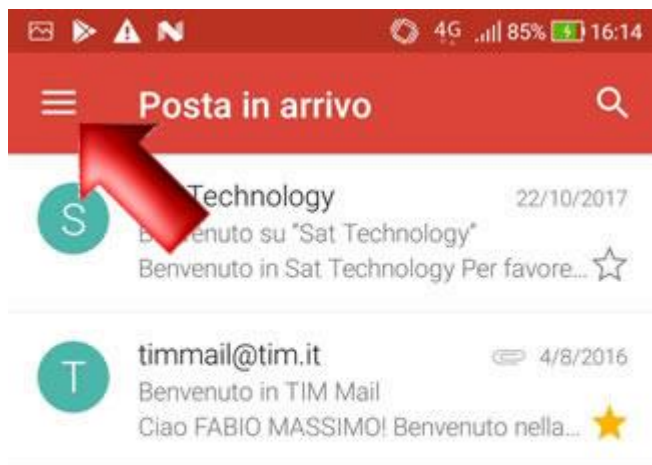 4G 85% 16:14
Posta in arrivo
S Technology 22/10/2017
su "Sat Technology"
Benvenuto in Sat Technology Per favore...
T timmail@tim.it 4/8/2016
Benvenuto in TIM Mail
Ciao FABIO MASSIMO! Benvenuto nella...